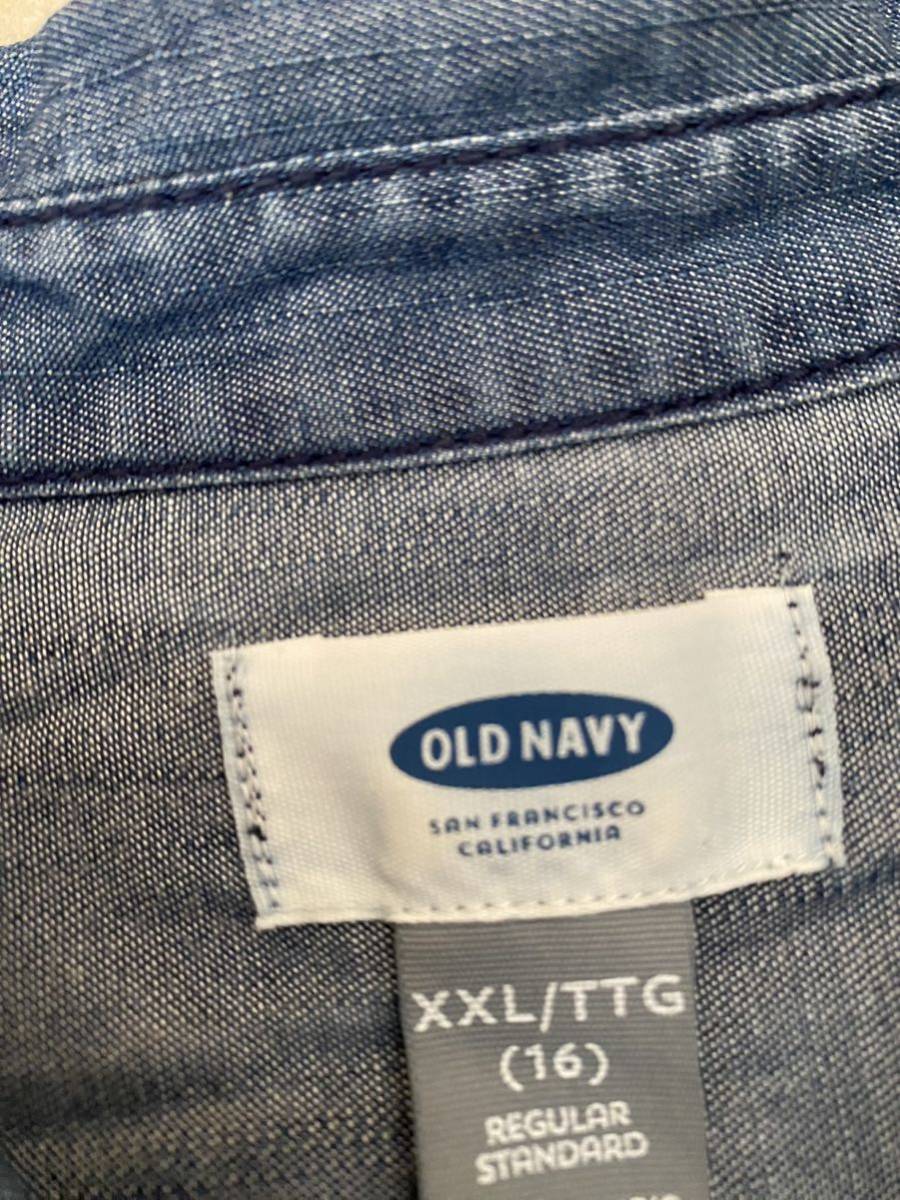 OLD NAVY
SAN FRANCISCO
CALIFORNIA
XXL/TTG
(16)
REGULAR
STANDARD